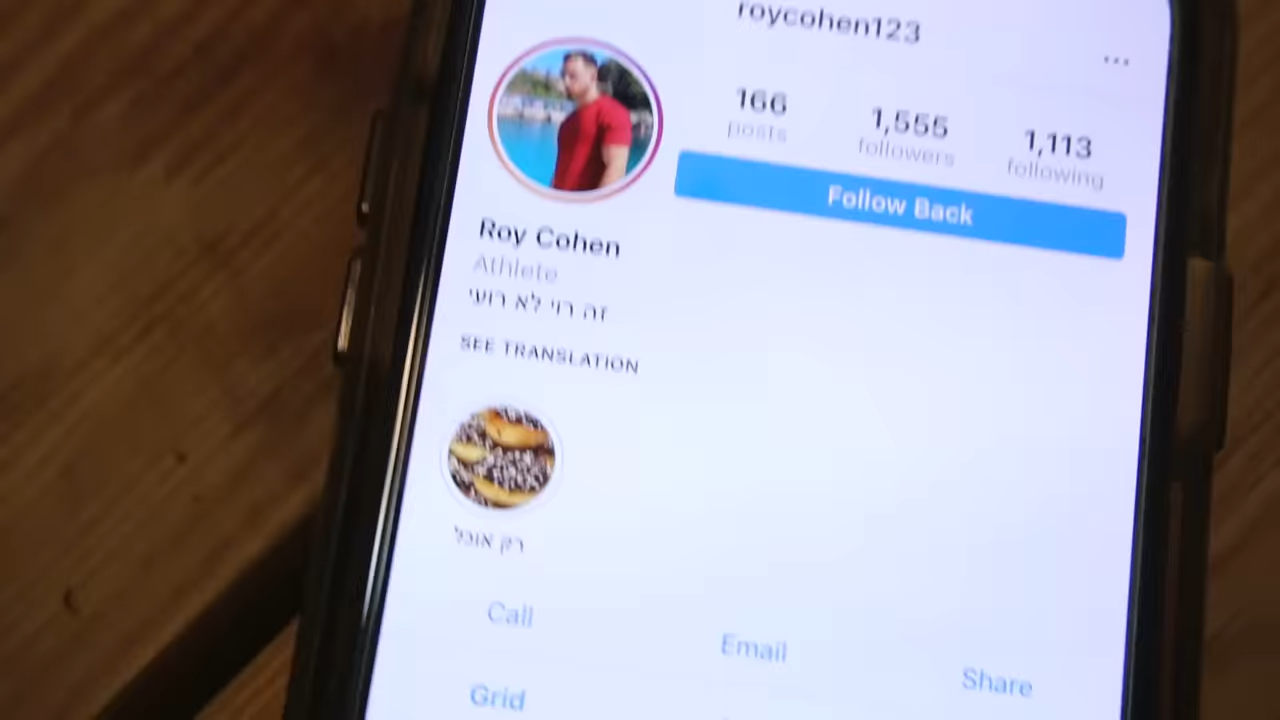 roycohen123
...
166 1,555 1,113
posts followers following
Follow Back
Roy Cohen
Athlete
זה רוי לא רועי
SEE TRANSLATION
רק אוכל
Call Email Share
Grid